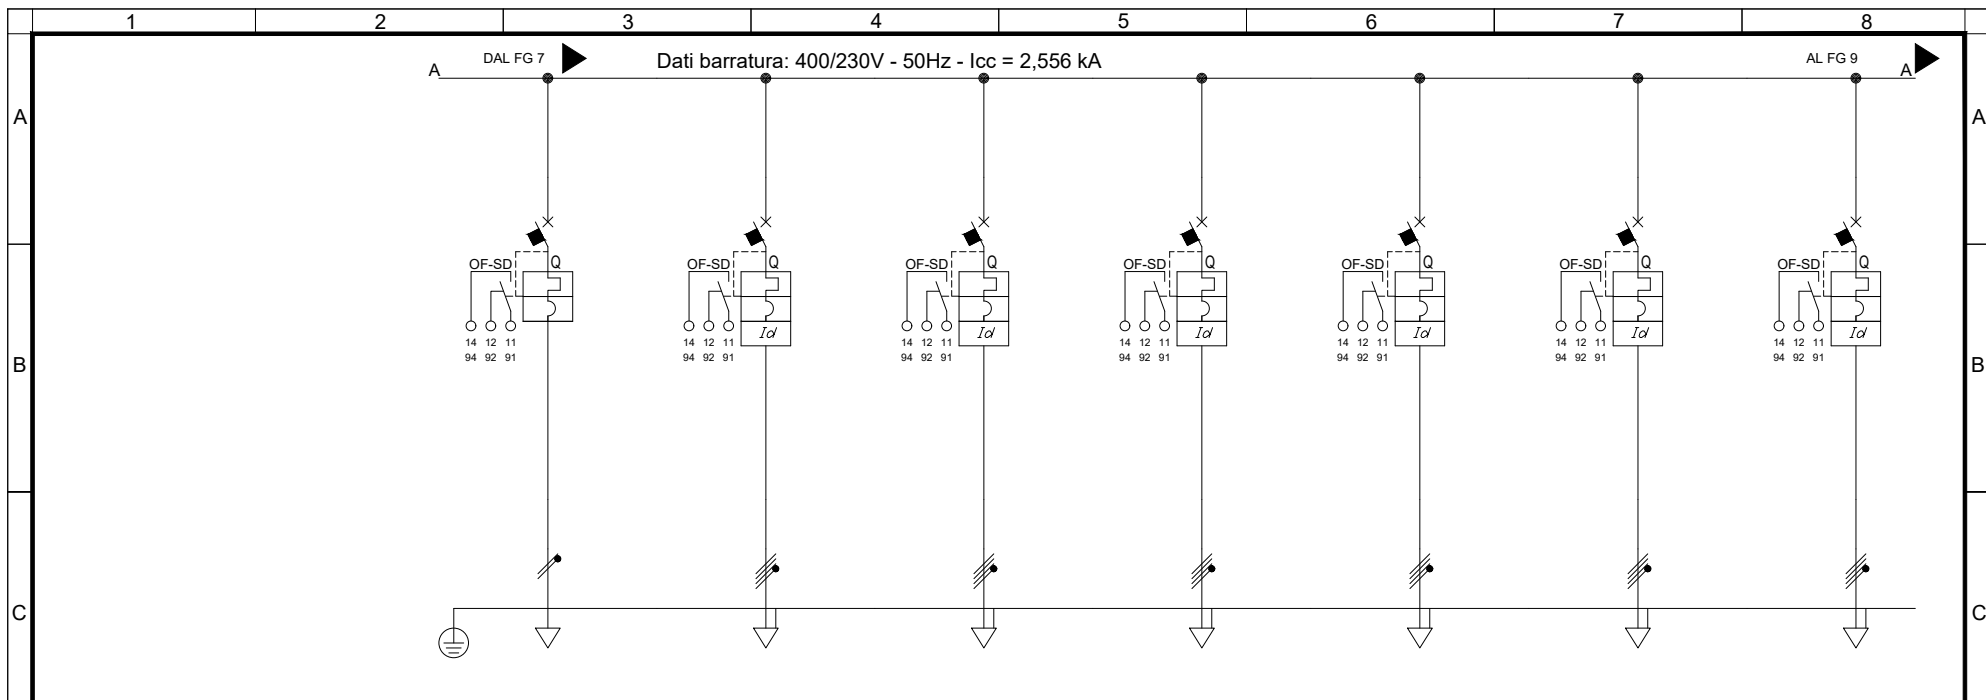 1 2 3 4 5 6 7 8
DAL FG 7 Dati barratura: 400/230V - 50Hz - Icc = 2,556 kA AL FG 9
A A
A A
OF-SD Q OF-SD Q OF-SD Q OF-SD Q OF-SD Q OF-SD Q OF-SD Q
Id Id Id Id Id Id
14 12 11 14 12 11 14 12 11 14 12 11 14 12 11 14 12 11 14 12 11
94 92 91 94 92 91 94 92 91 94 92 91 94 92 91 94 92 91 94 92 91
B B
C C